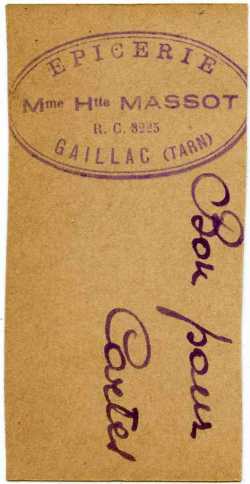 EPICERIE
Mme Htte MASSOT
R. C. 8225
GAILLAC (TARN)
Bon pour
Cartes